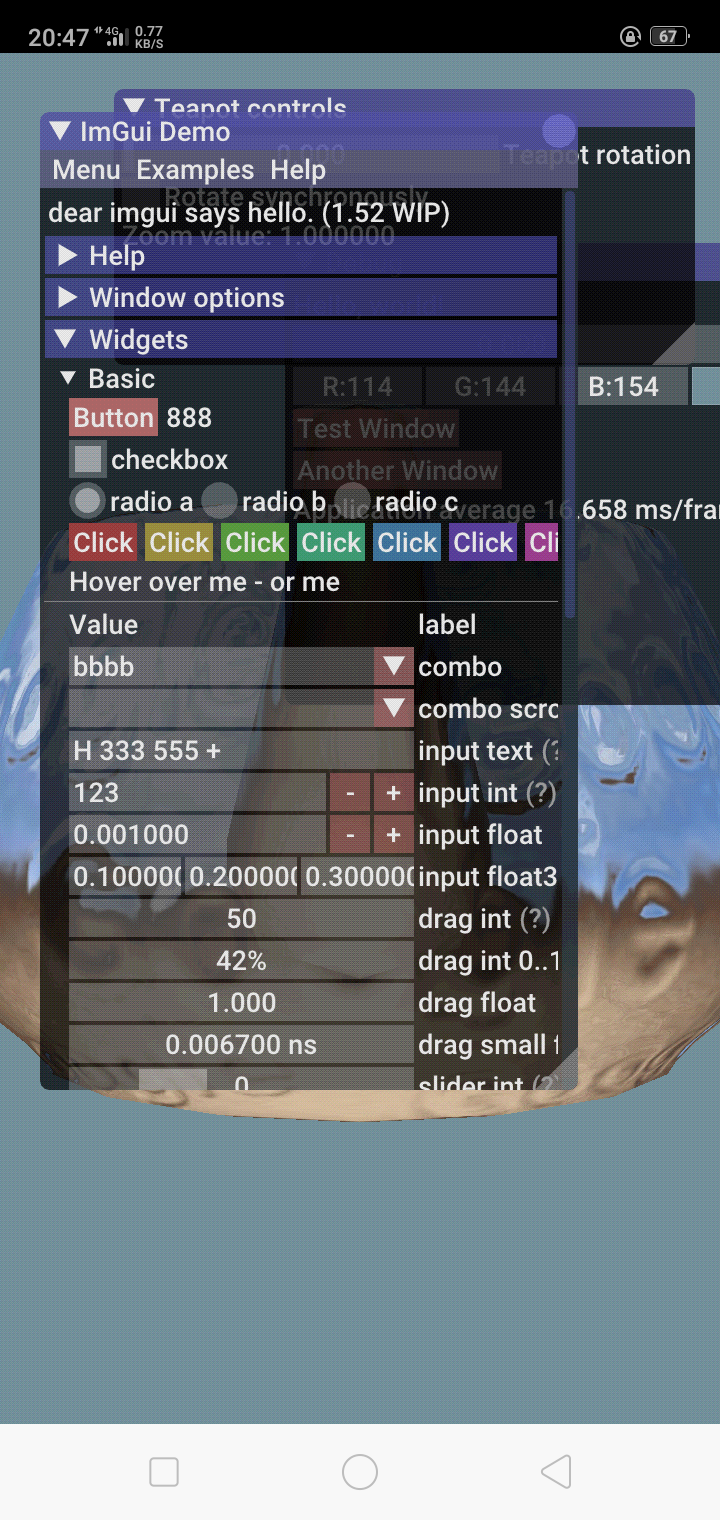 20:47 4G 0.77 KB/S 67
Teapot controls
ImGui Demo
0.000 Teapot rotation
Menu Examples Help
Rotate synchronously
dear imgui says hello. (1.52 WIP)
Zoom value: 1.000000
Help
Window options
Widgets
Basic
R:114 G:144 B:154
Button 888
Test Window
checkbox
Another Window
radio a radio b radio c
Application average 16.658 ms/fra
Click Click Click Click Click Click Cli
Hover over me - or me
Value label
bbbb combo
combo scro
H 333 555 + input text (?
123 - + input int (?)
0.001000 - + input float
0.100000 0.200000 0.300000 input float3
50 drag int (?)
42% drag int 0..1
1.000 drag float
0.006700 ns drag small f
0 slider int (?)